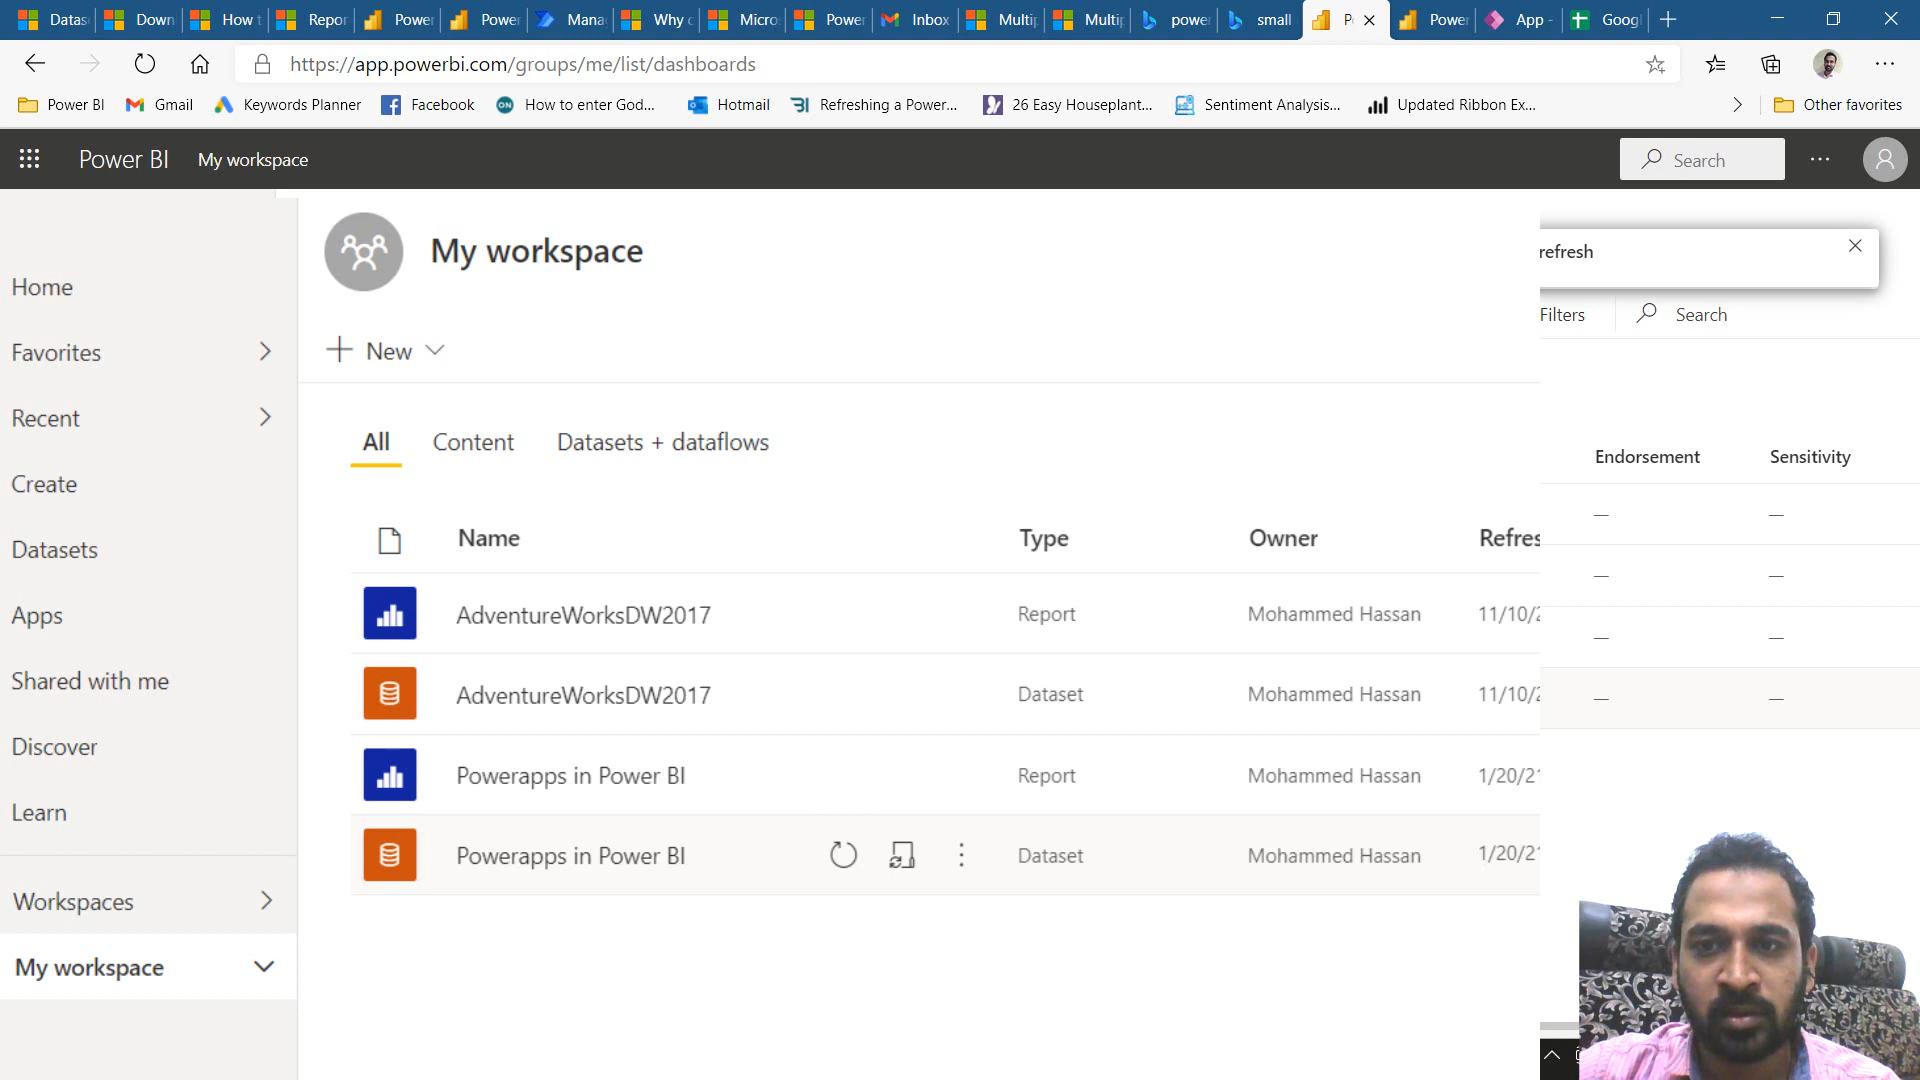 Datas
Down
How t
Repor
Power
Power
Mana
Why c
Micro
Power
Inbox
Multip
Multip
power
small
P
Power
App -
Googl
https://app.powerbi.com/groups/me/list/dashboards
Power BI
Gmail
Keywords Planner
Facebook
ON
How to enter God...
Hotmail
Refreshing a Power...
26 Easy Houseplant...
Sentiment Analysis...
Updated Ribbon Ex...
Other favorites
Power BI
My workspace
Search
My workspace
refresh
Home
Filters
Search
Favorites
New
Recent
All
Content
Datasets + dataflows
Endorsement
Sensitivity
Create
Name
Type
Owner
Refres
Datasets
Apps
AdventureWorksDW2017
Report
Mohammed Hassan
11/10/2
Shared with me
AdventureWorksDW2017
Dataset
Mohammed Hassan
11/10/2
Discover
Powerapps in Power BI
Report
Mohammed Hassan
1/20/21
Learn
Powerapps in Power BI
Dataset
Mohammed Hassan
1/20/21
Workspaces
My workspace